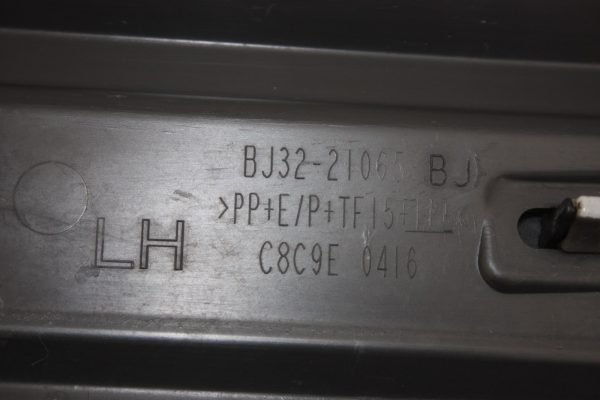 BJ32-21065 BJ
>PP+E/P+TF15
LH
C8C9E 0416